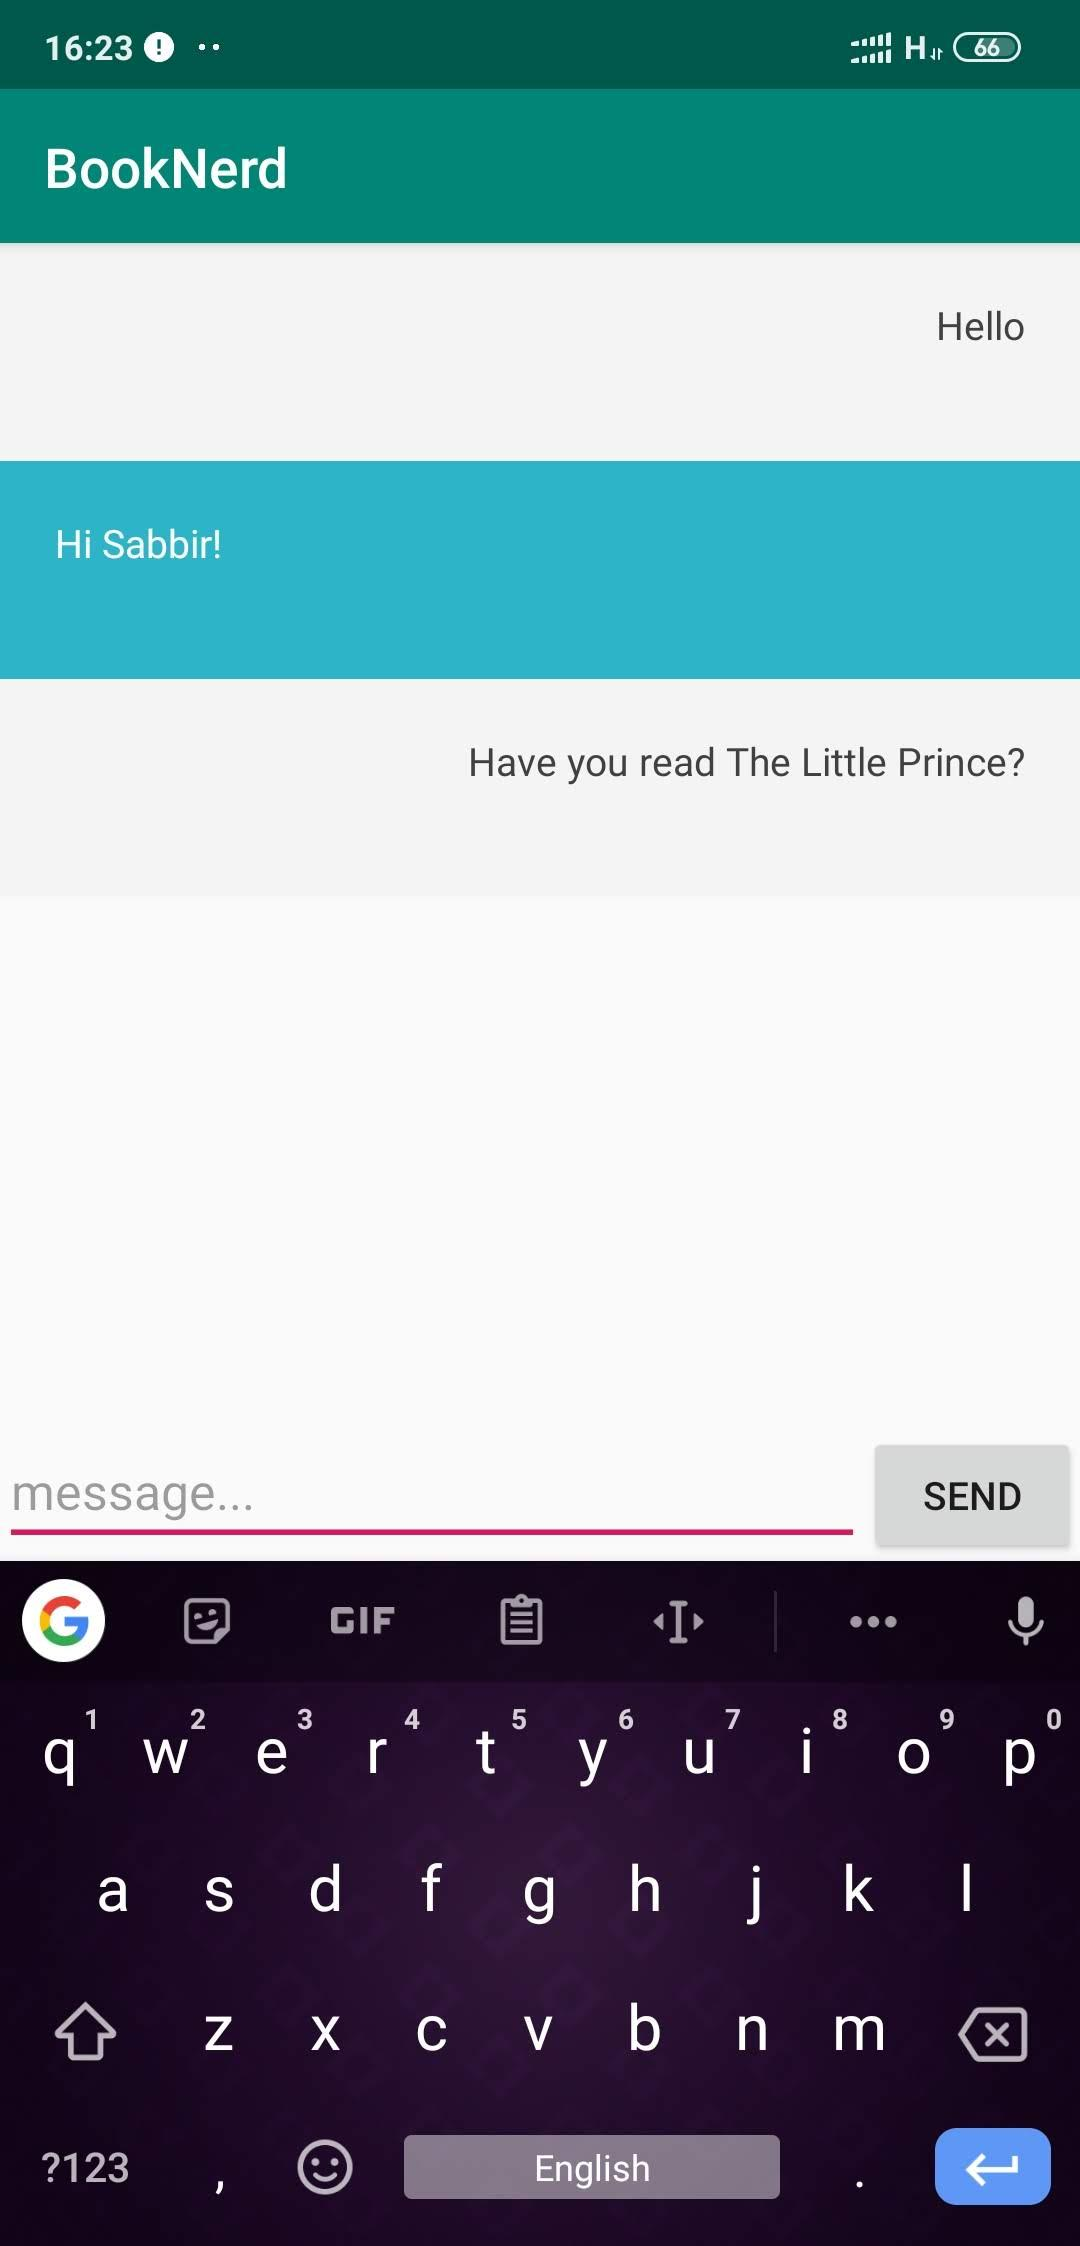 16:23 H 66
BookNerd
Hello
Hi Sabbir!
Have you read The Little Prince?
message...
SEND
G GIF
1 2 3 4 5 6 7 8 9 0
q w e r t y u i o p
a s d f g h j k l
z x c v b n m
?123 , English .